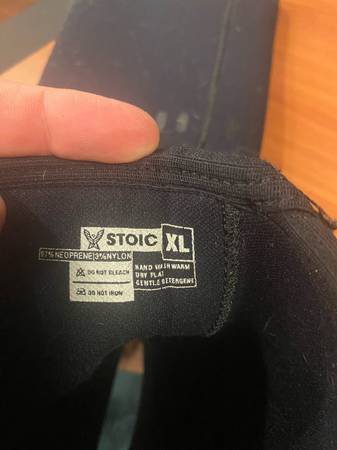 STOIC XL
97% NEOPRENE|3% NYLON
DO NOT BLEACH
DO NOT IRON
HAND WASH WARM
DRY FLAT
GENTLE DETERGENT